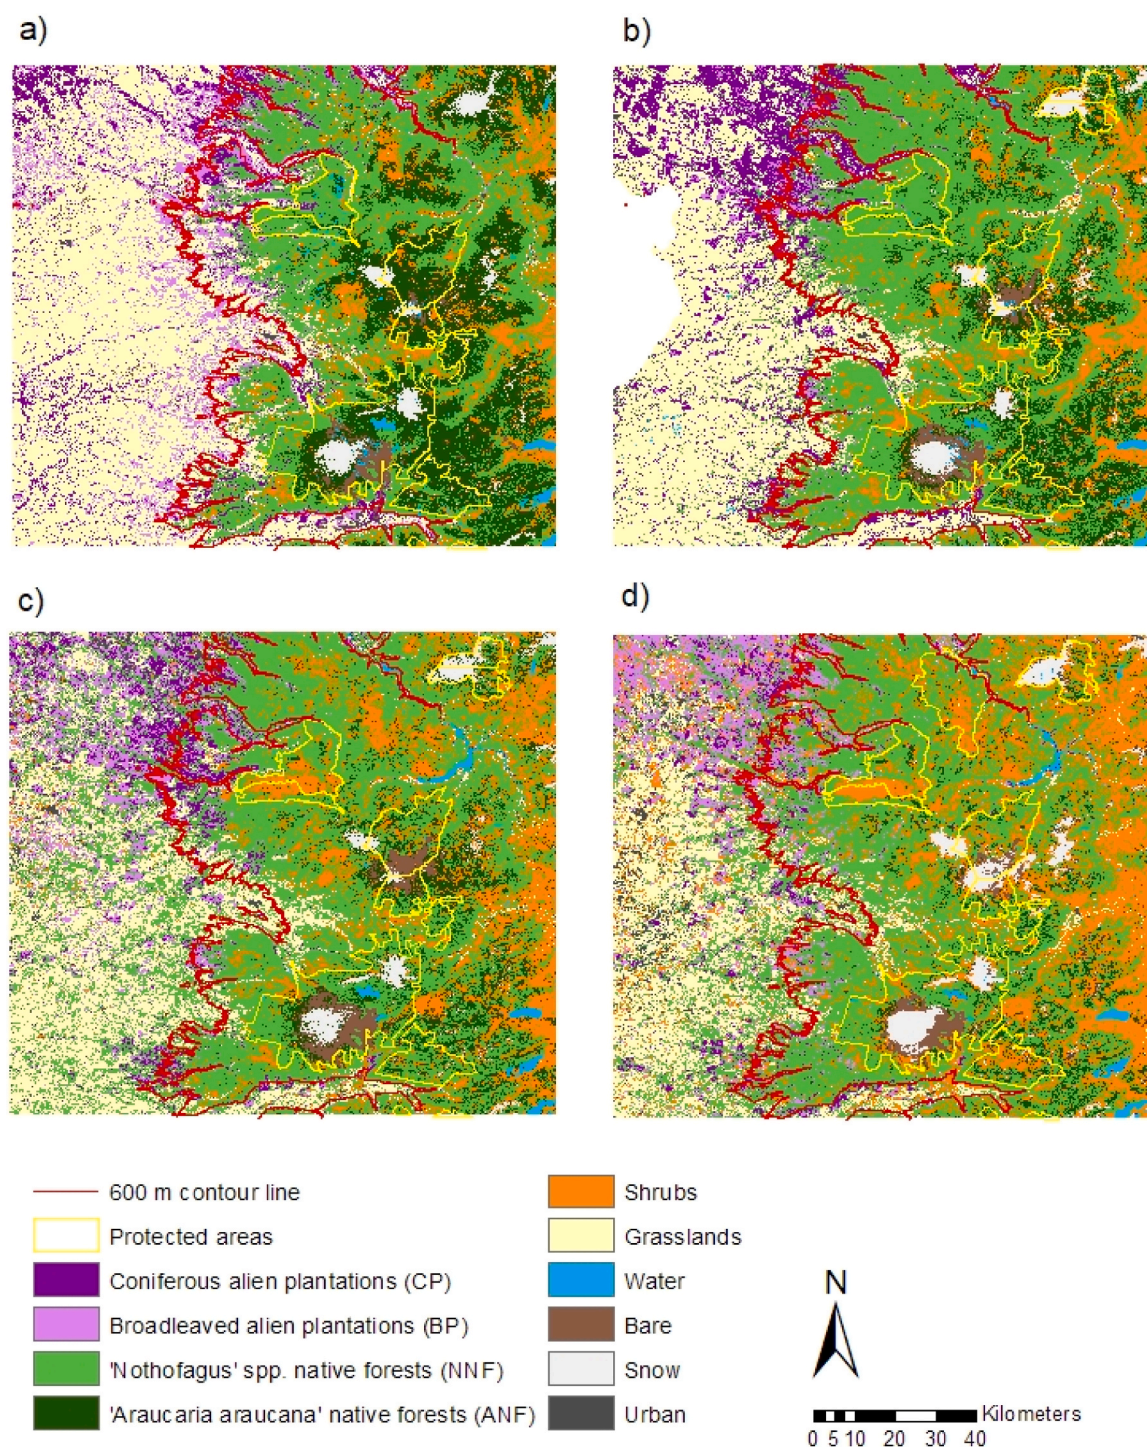 a)
b)
c)
d)
600 m contour line
Protected areas
Coniferous alien plantations (CP)
Broadleaved alien plantations (BP)
'Nothofagus' spp. native forests (NNF)
'Araucaria araucana' native forests (ANF)
Shrubs
Grasslands
Water
Bare
Snow
Urban
N
Kilometers
0 5 10 20 30 40